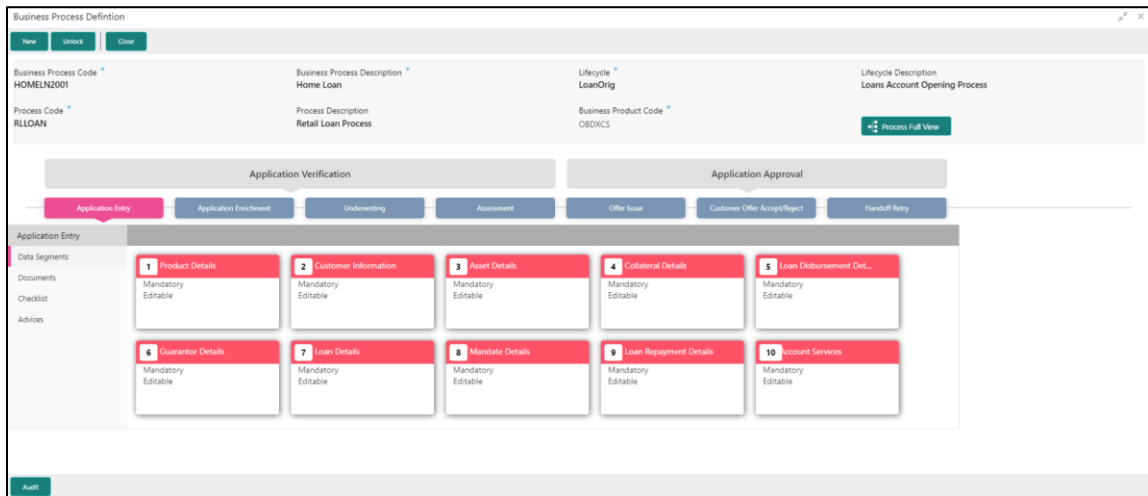 Business Process Defintion
New Unlock Close
Business Process Code * Business Process Description * Lifecycle * Lifecycle Description
HOMELN2001 Home Loan LoanOrig Loans Account Opening Process
Process Code * Process Description Business Product Code *
RLLOAN Retail Loan Process OBDXCS Process Full View
Application Verification Application Approval
Application Entry Application Enrichment Underwriting Assessment Offer Issue Customer Offer Accept/Reject Handoff Retry
Application Entry
Data Segments
Documents
Checklist
Advices
1 Product Details 2 Customer Information 3 Asset Details 4 Collateral Details 5 Loan Disbursement Det...
Mandatory Mandatory Mandatory Mandatory Mandatory
Editable Editable Editable Editable Editable
6 Guarantor Details 7 Loan Details 8 Mandate Details 9 Loan Repayment Details 10 Account Services
Mandatory Mandatory Mandatory Mandatory Mandatory
Editable Editable Editable Editable Editable
Audit